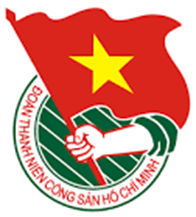 ĐOÀN THANH NIÊN CỘNG SẢN HỒ CHÍ MINH